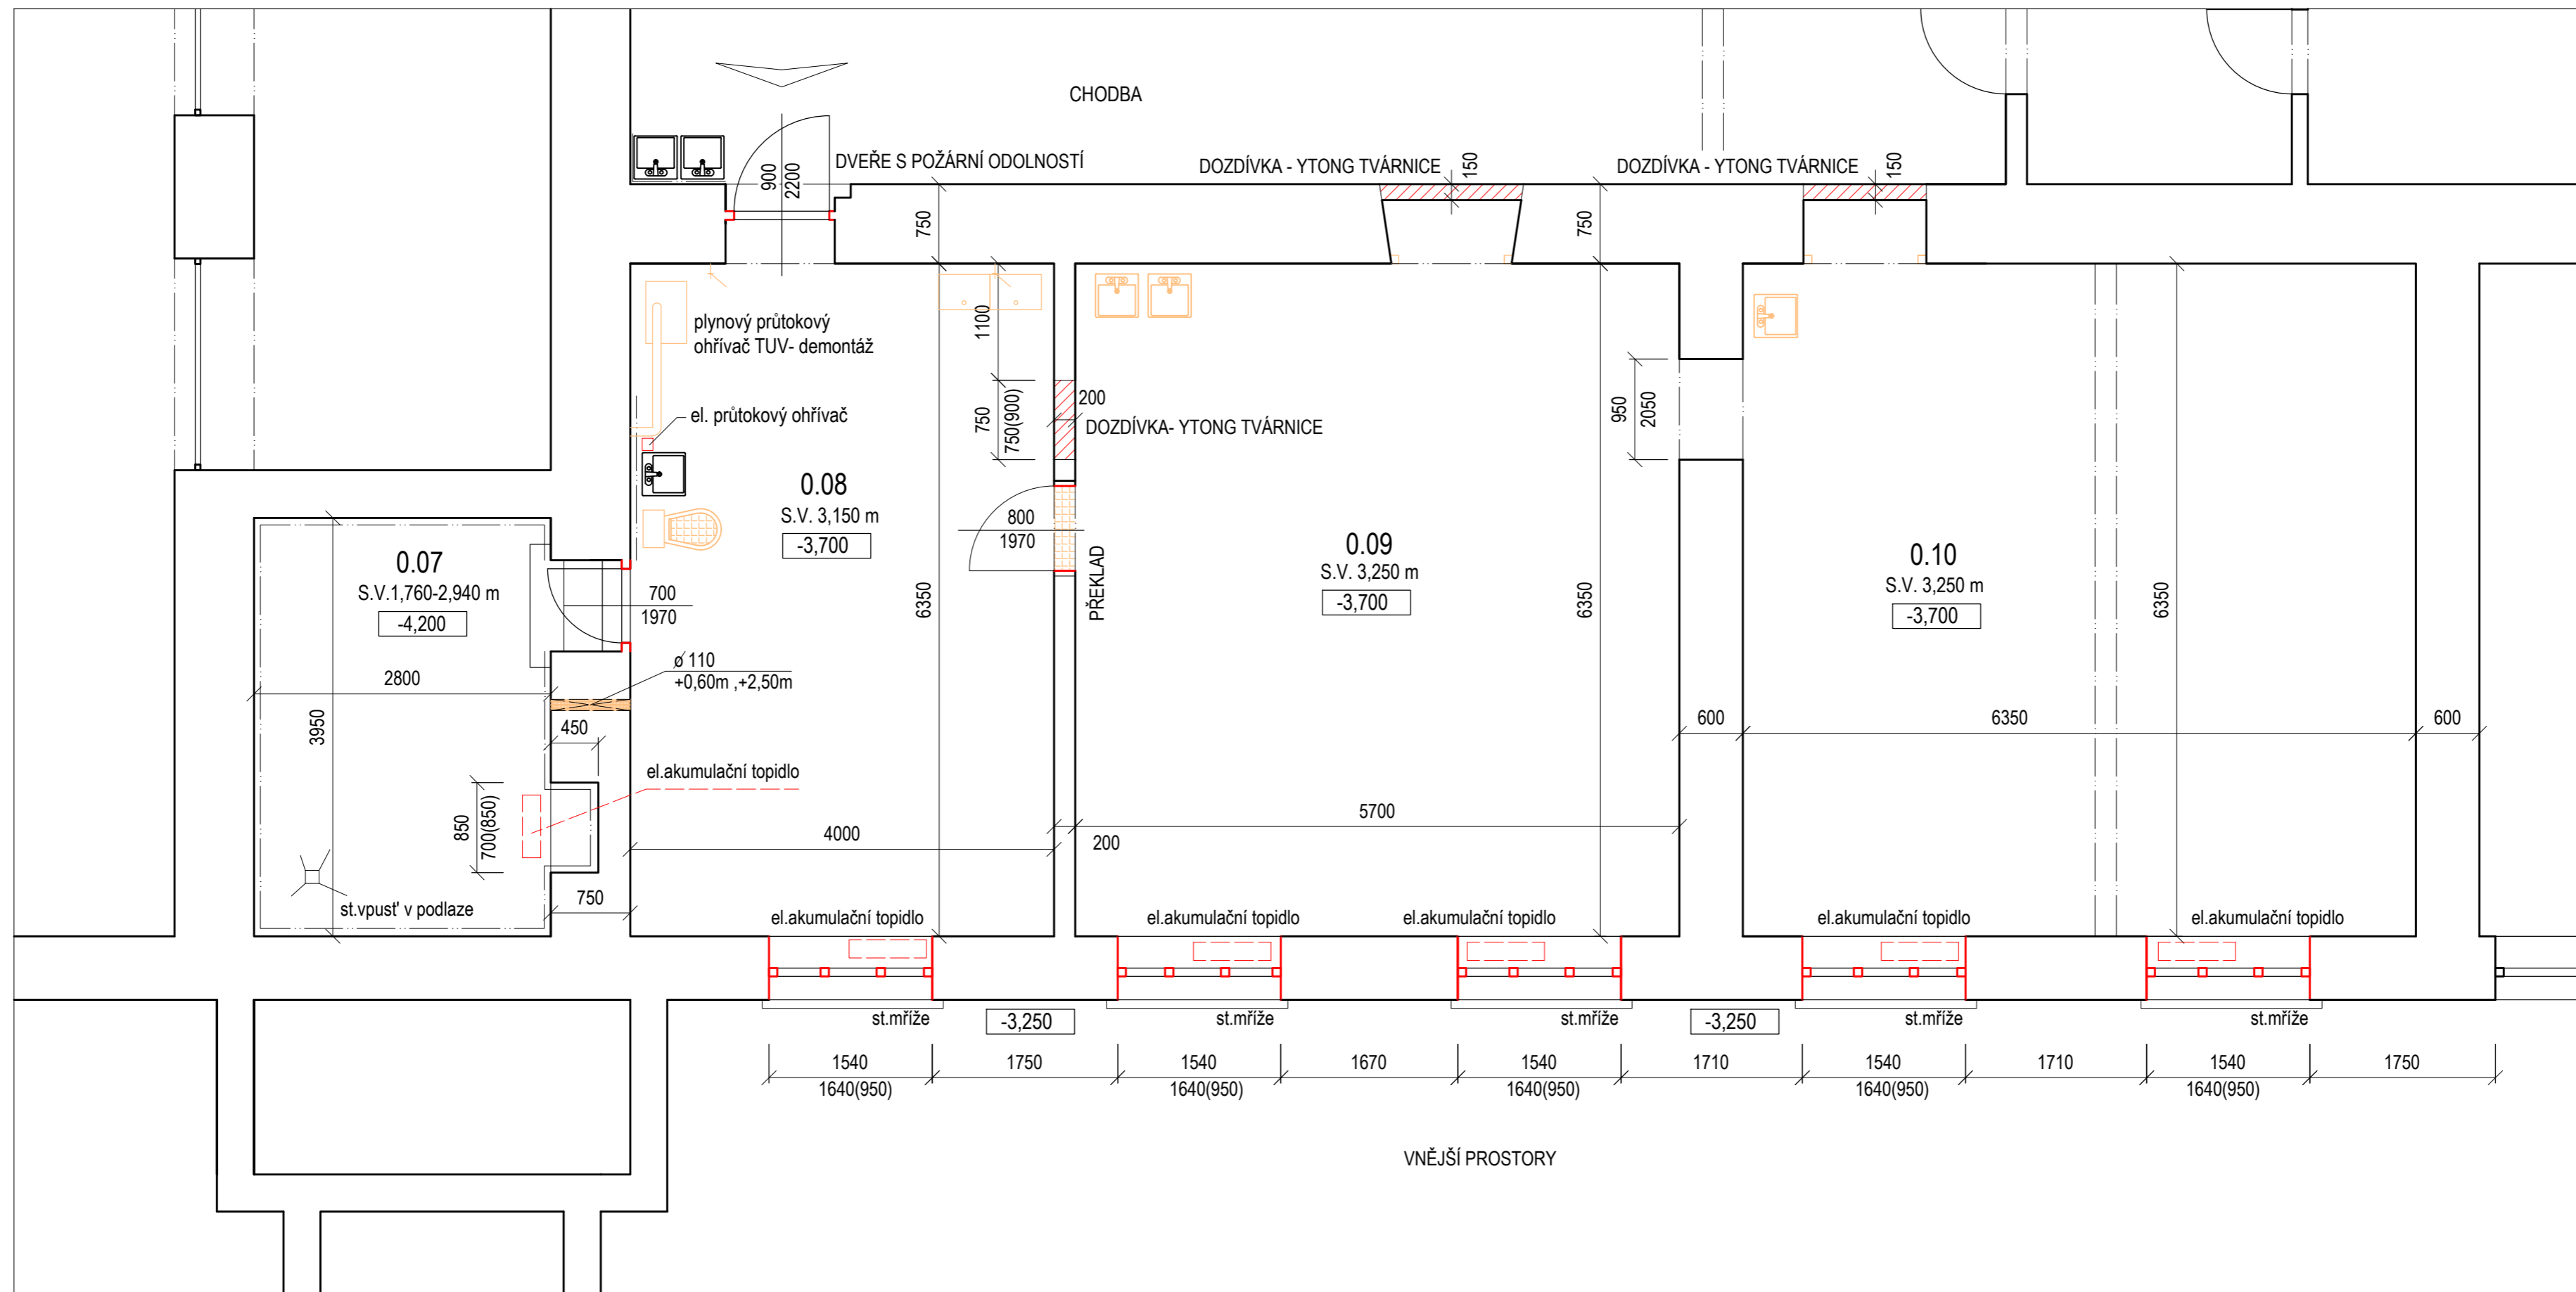 CHODBA
DVEŘE S POŽÁRNÍ ODOLNOSTÍ
900
2200
DOZDÍVKA - YTONG TVÁRNICE
150
DOZDÍVKA - YTONG TVÁRNICE
150
750
750
plynový průtokový
ohřívač TUV- demontáž
1100
el. průtokový ohřívač
750
750(900)
200
DOZDÍVKA- YTONG TVÁRNICE
950
2050
0.08
S.V. 3,150 m
-3,700
800
1970
PŘEKLAD
0.09
S.V. 3,250 m
-3,700
0.10
S.V. 3,250 m
-3,700
0.07
S.V.1,760-2,940 m
-4,200
700
1970
6350
6350
6350
ø 110
+0,60m ,+2,50m
2800
3950
450
600
6350
600
el.akumulační topidlo
850
700(850)
4000
200
5700
750
st.vpusť v podlaze
el.akumulační topidlo
el.akumulační topidlo
el.akumulační topidlo
el.akumulační topidlo
el.akumulační topidlo
st.mříže
-3,250
st.mříže
st.mříže
-3,250
st.mříže
st.mříže
1540
1750
1540
1670
1540
1710
1540
1710
1540
1750
1640(950)
1640(950)
1640(950)
1640(950)
1640(950)
VNĚJŠÍ PROSTORY